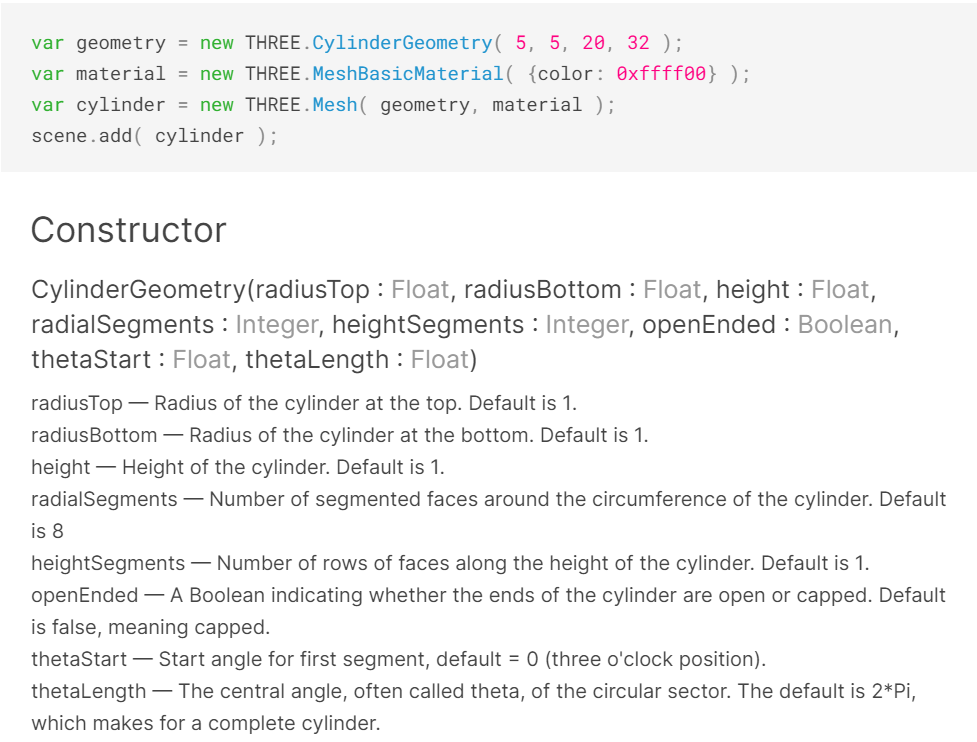 var geometry = new THREE.CylinderGeometry( 5, 5, 20, 32 );
var material = new THREE.MeshBasicMaterial( {color: 0xffff00} );
var cylinder = new THREE.Mesh( geometry, material );
scene.add( cylinder );
Constructor
CylinderGeometry(radiusTop : Float, radiusBottom : Float, height : Float,
radialSegments : Integer, heightSegments : Integer, openEnded : Boolean,
thetaStart : Float, thetaLength : Float)
radiusTop — Radius of the cylinder at the top. Default is 1.
radiusBottom — Radius of the cylinder at the bottom. Default is 1.
height — Height of the cylinder. Default is 1.
radialSegments — Number of segmented faces around the circumference of the cylinder. Default
is 8
heightSegments — Number of rows of faces along the height of the cylinder. Default is 1.
openEnded — A Boolean indicating whether the ends of the cylinder are open or capped. Default
is false, meaning capped.
thetaStart — Start angle for first segment, default = 0 (three o'clock position).
thetaLength — The central angle, often called theta, of the circular sector. The default is 2*Pi,
which makes for a complete cylinder.